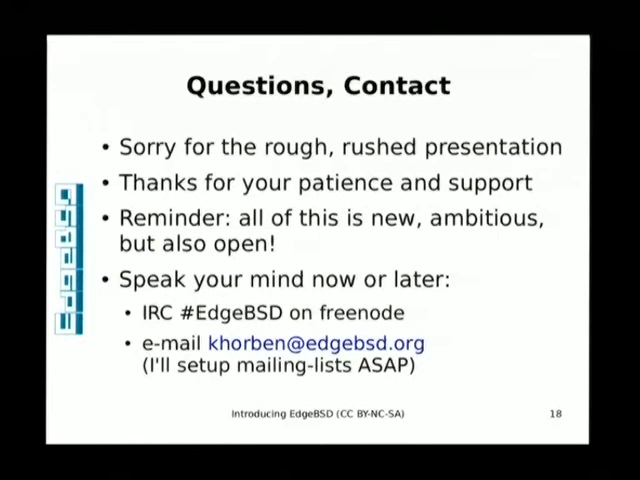 Questions, Contact
• Sorry for the rough, rushed presentation
• Thanks for your patience and support
• Reminder: all of this is new, ambitious,
but also open!
• Speak your mind now or later:
• IRC #EdgeBSD on freenode
• e-mail khorben@edgebsd.org
(I'll setup mailing-lists ASAP)
EdgeBSD
Introducing EdgeBSD (CC BY-NC-SA)
18